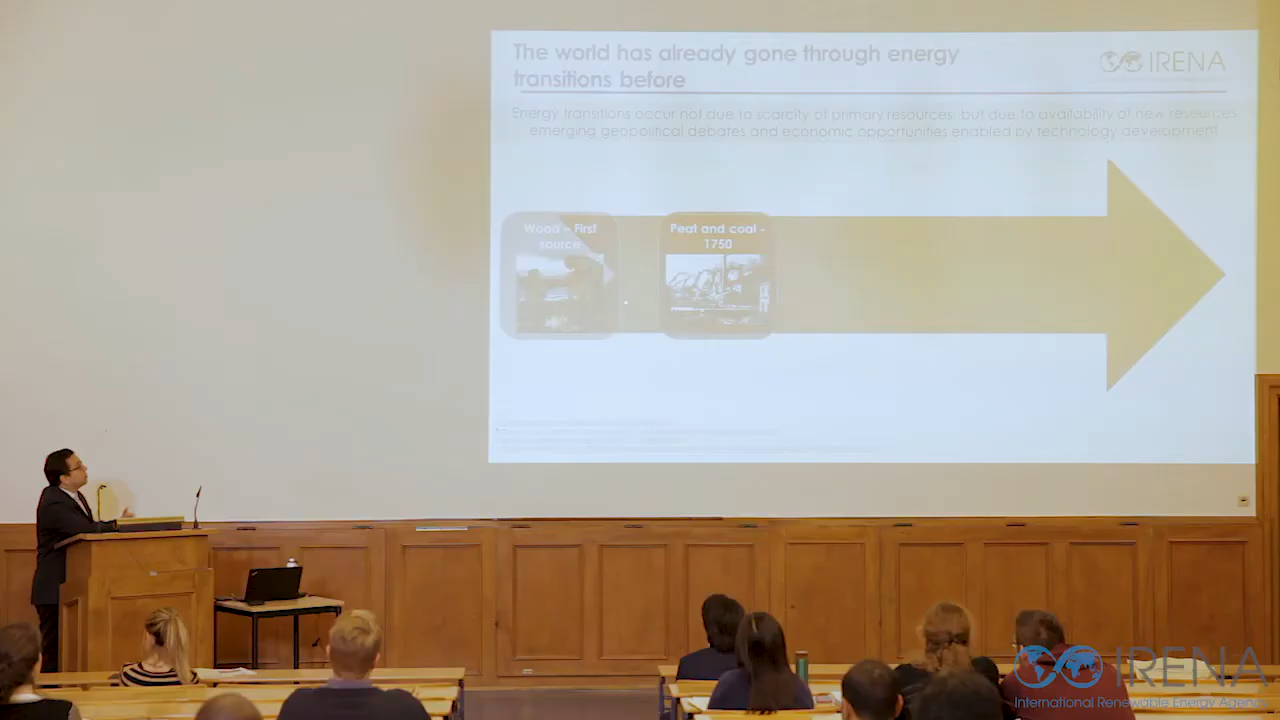 The world has already gone through energy
transitions before
IRENA
Energy transitions occur not due to scarcity of primary resources, but due to availability of new resources,
emerging geopolitical debates and economic opportunities enabled by technology development
Wood – First
source
Peat and coal -
1750
IRENA
International Renewable Energy Agency